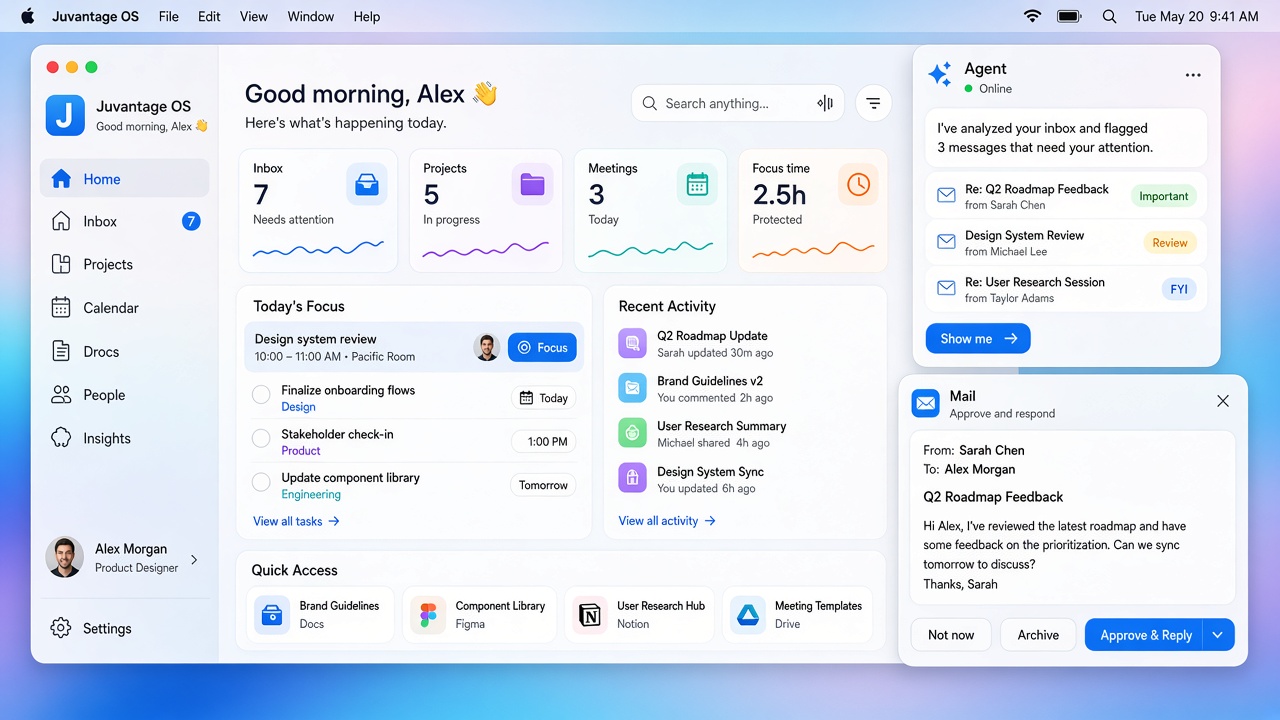 Juvantage OS File Edit View Window Help Tue May 20 9:41 AM
J
Juvantage OS
Good morning, Alex 👋
Home
Inbox 7
Projects
Calendar
Drocs
People
Insights
Alex Morgan
Product Designer
Settings
Good morning, Alex 👋
Here's what's happening today.
Search anything...
Inbox
7
Needs attention
Projects
5
In progress
Meetings
3
Today
Focus time
2.5h
Protected
Today's Focus
Design system review
10:00 – 11:00 AM • Pacific Room
Focus
Finalize onboarding flows
Design
Today
Stakeholder check-in
Product
1:00 PM
Update component library
Engineering
Tomorrow
View all tasks →
Recent Activity
Q2 Roadmap Update
Sarah updated 30m ago
Brand Guidelines v2
You commented 2h ago
User Research Summary
Michael shared 4h ago
Design System Sync
You updated 6h ago
View all activity →
Quick Access
Brand Guidelines
Docs
Component Library
Figma
N
User Research Hub
Notion
Meeting Templates
Drive
Agent
Online
I've analyzed your inbox and flagged
3 messages that need your attention.
Re: Q2 Roadmap Feedback
from Sarah Chen
Important
Design System Review
from Michael Lee
Review
Re: User Research Session
from Taylor Adams
FYI
Show me →
Mail
Approve and respond
From: Sarah Chen
To: Alex Morgan
Q2 Roadmap Feedback
Hi Alex, I've reviewed the latest roadmap and have
some feedback on the prioritization. Can we sync
tomorrow to discuss?
Thanks, Sarah
Not now
Archive
Approve & Reply